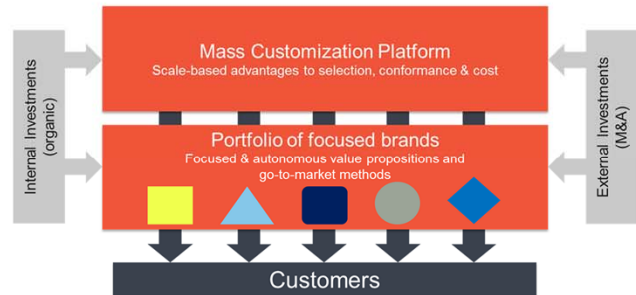 Mass Customization Platform
Scale-based advantages to selection, conformance & cost
Internal Investments
(organic)
External Investments
(M&A)
Portfolio of focused brands
Focused & autonomous value propositions and
go-to-market methods
Customers